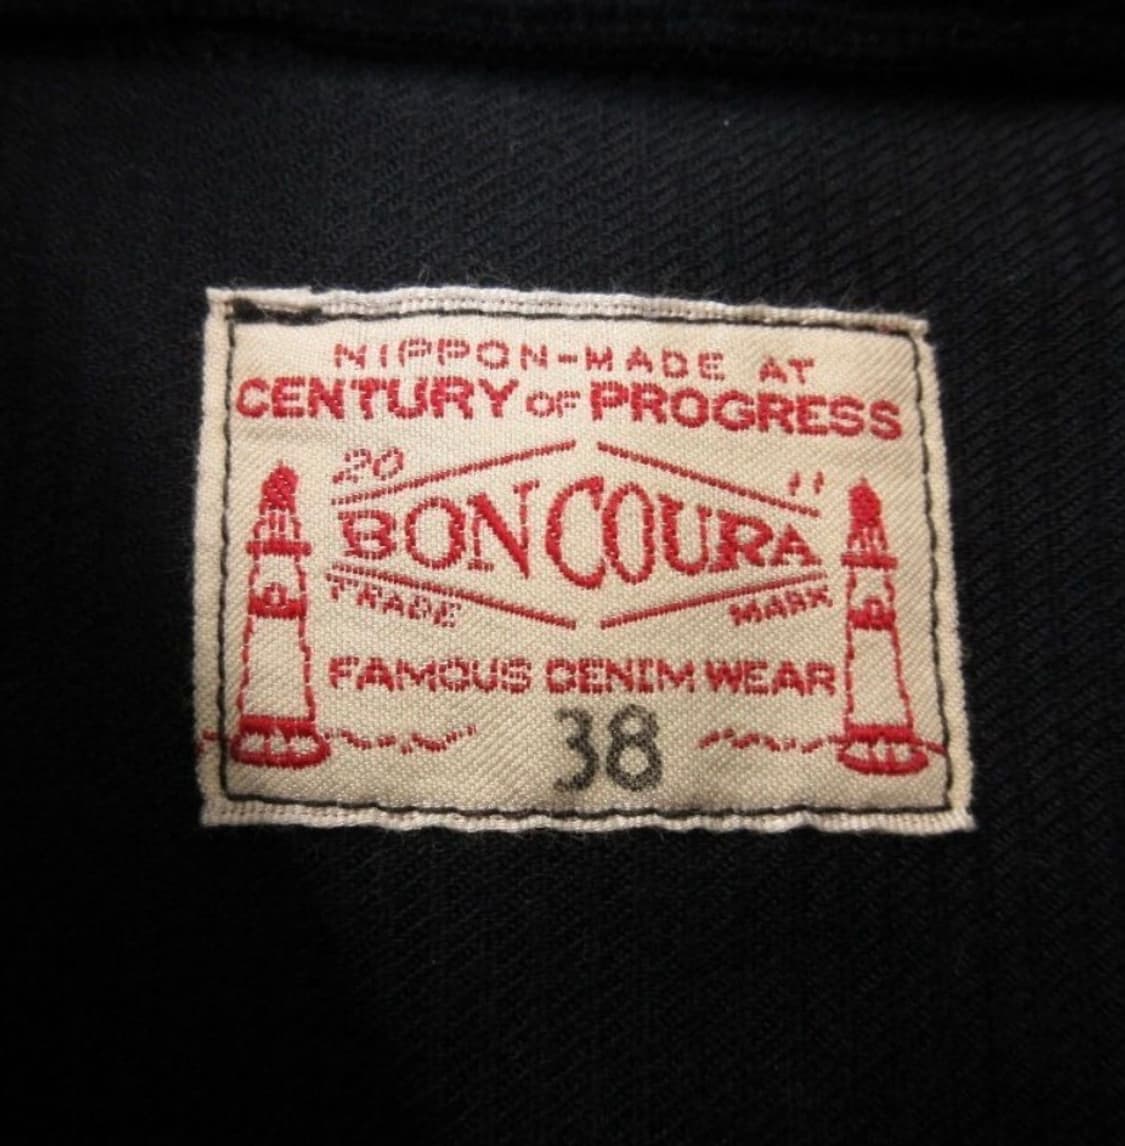 NIPPON-MADE AT
CENTURY OF PROGRESS
20 11
BONCOURA
TRADE MARK
FAMOUS DENIM WEAR
38